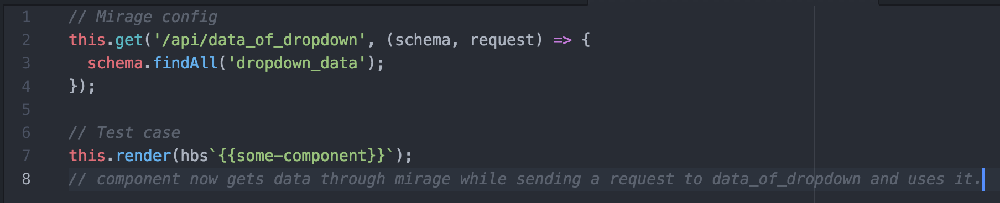 1 // Mirage config
2 this.get('/api/data_of_dropdown', (schema, request) => {
3   schema.findAll('dropdown_data');
4 });
5
6 // Test case
7 this.render(hbs`{{some-component}}`);
8 // component now gets data through mirage while sending a request to data_of_dropdown and uses it.